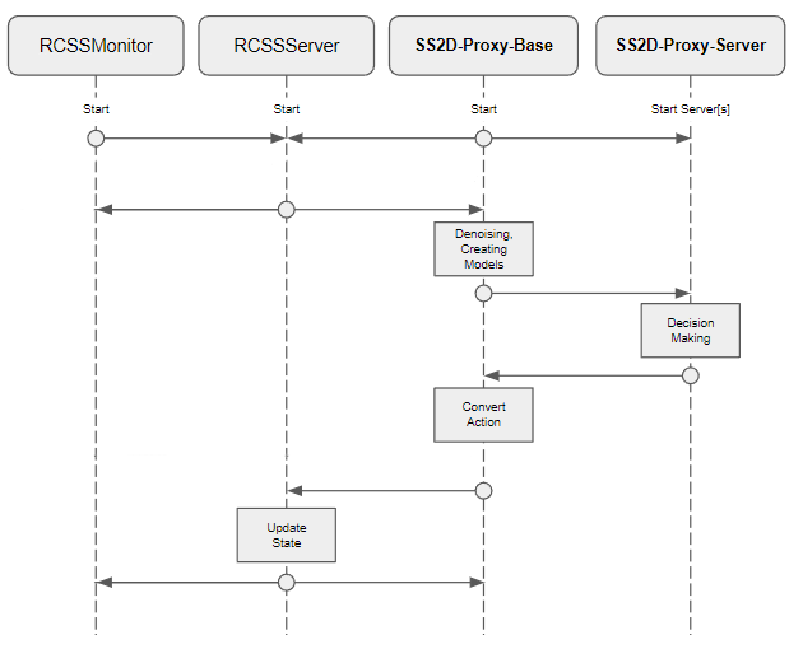 RCSSMonitor
RCSSServer
SS2D-Proxy-Base
SS2D-Proxy-Server
Start
Start
Start
Start Server[s]
Denoising,
Creating
Models
Decision
Making
Convert
Action
Update
State